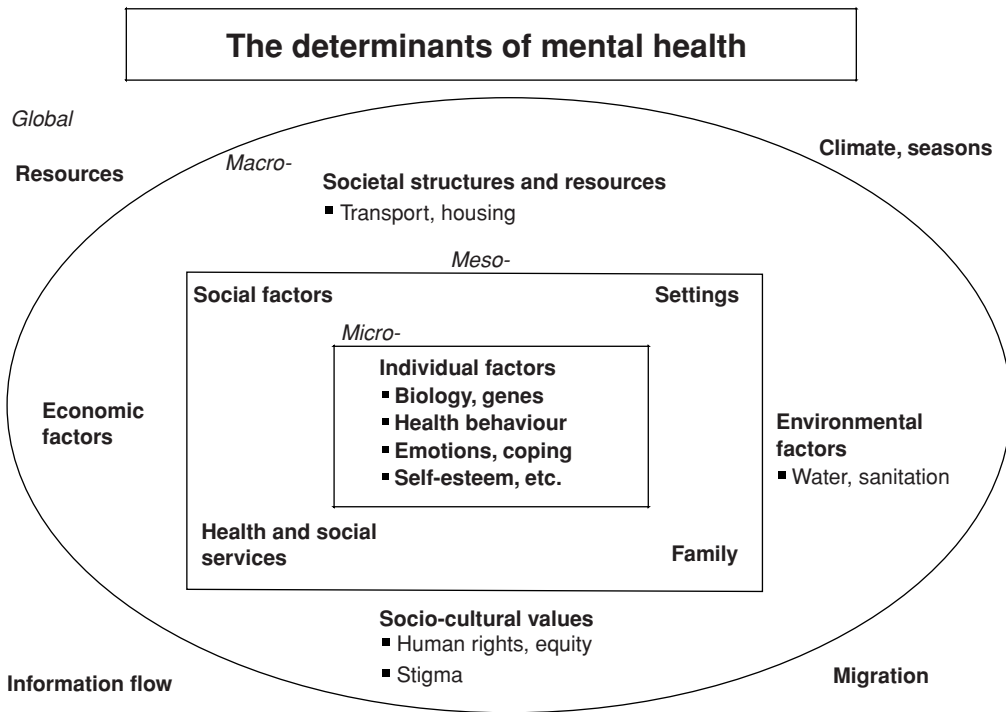 The determinants of mental health
Global
Resources
Climate, seasons
Macro-
Societal structures and resources
▪ Transport, housing
Meso-
Social factors
Settings
Micro-
Individual factors
▪ Biology, genes
▪ Health behaviour
▪ Emotions, coping
▪ Self-esteem, etc.
Economic
factors
Environmental
factors
▪ Water, sanitation
Health and social
services
Family
Socio-cultural values
▪ Human rights, equity
▪ Stigma
Information flow
Migration